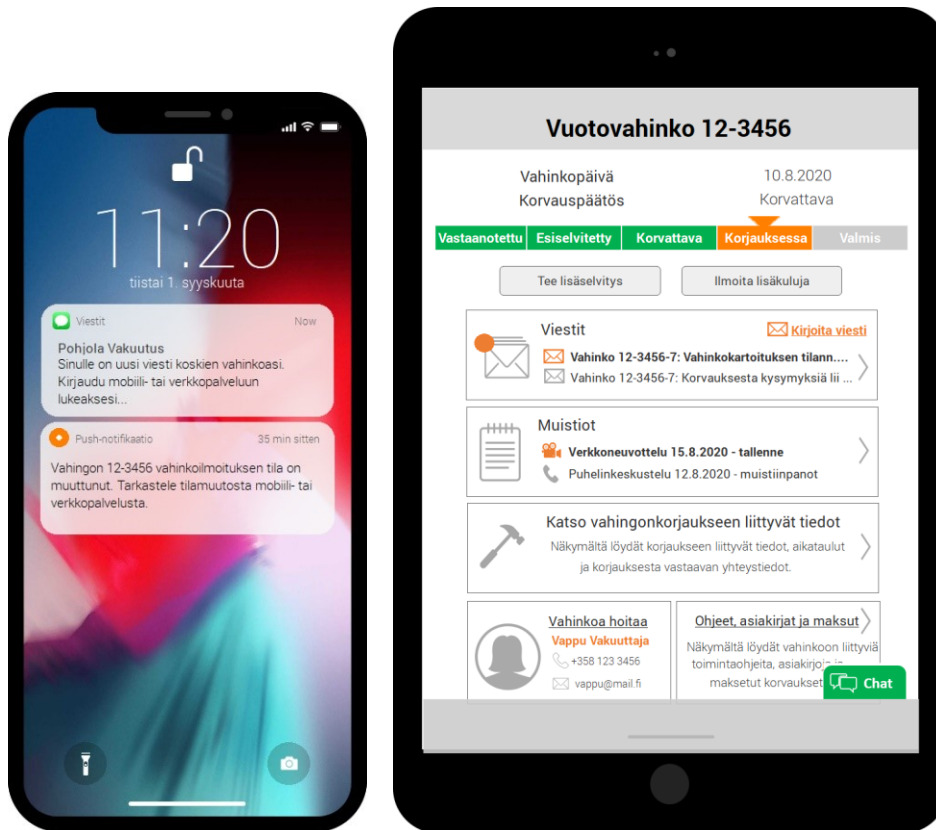 11:20
tiistai 1. syyskuuta
Viestit Now
Pohjola Vakuutus
Sinulle on uusi viesti koskien vahinkoasi.
Kirjaudu mobiili- tai verkkopalveluun
lukeaksesi...
Push-notifikaatio 35 min sitten
Vahingon 12-3456 vahinkoilmoituksen tila on
muuttunut. Tarkastele tilamuutosta mobiili- tai
verkkopalvelusta.
Vuotovahinko 12-3456
Vahinkopäivä 10.8.2020
Korvauspäätös Korvattava
Vastaanotettu Esiselvitetty Korvattava Korjauksessa Valmis
Tee lisäselvitys Ilmoita lisäkuluja
Viestit Kirjoita viesti
Vahinko 12-3456-7: Vahinkokartoituksen tilann....
Vahinko 12-3456-7: Korvauksesta kysymyksiä lii ...
Muistiot
Verkkoneuvottelu 15.8.2020 - tallenne
Puhelinkeskustelu 12.8.2020 - muistiinpanot
Katso vahingonkorjaukseen liittyvät tiedot
Näkymältä löydät korjaukseen liittyvät tiedot, aikataulut
ja korjauksesta vastaavan yhteystiedot.
Vahinkoa hoitaa
Vappu Vakuuttaja
+358 123 3456
vappu@mail.fi
Ohjeet, asiakirjat ja maksut
Näkymältä löydät vahinkoon liittyviä
toimintaohjeita, asiakirjoja
maksetut korvaukset
Chat